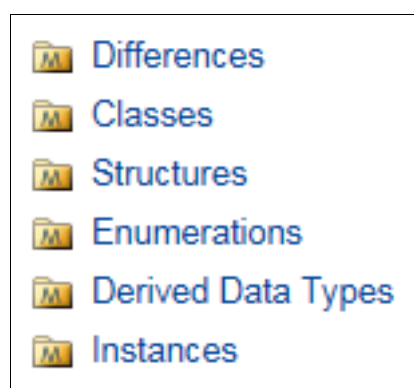 Differences
Classes
Structures
Enumerations
Derived Data Types
Instances